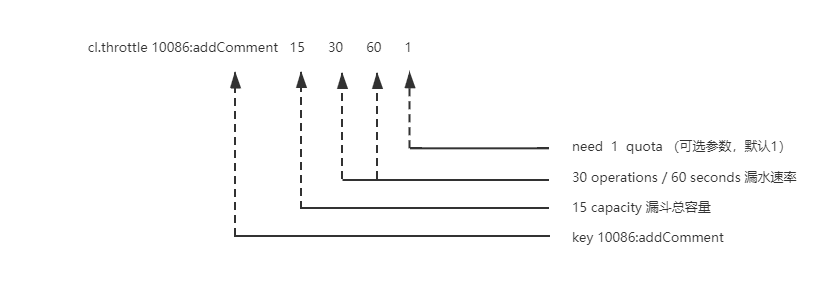 cl.throttle 10086:addComment 15 30 60 1
need 1 quota （可选参数，默认1）
30 operations / 60 seconds 漏水速率
15 capacity 漏斗总容量
key 10086:addComment